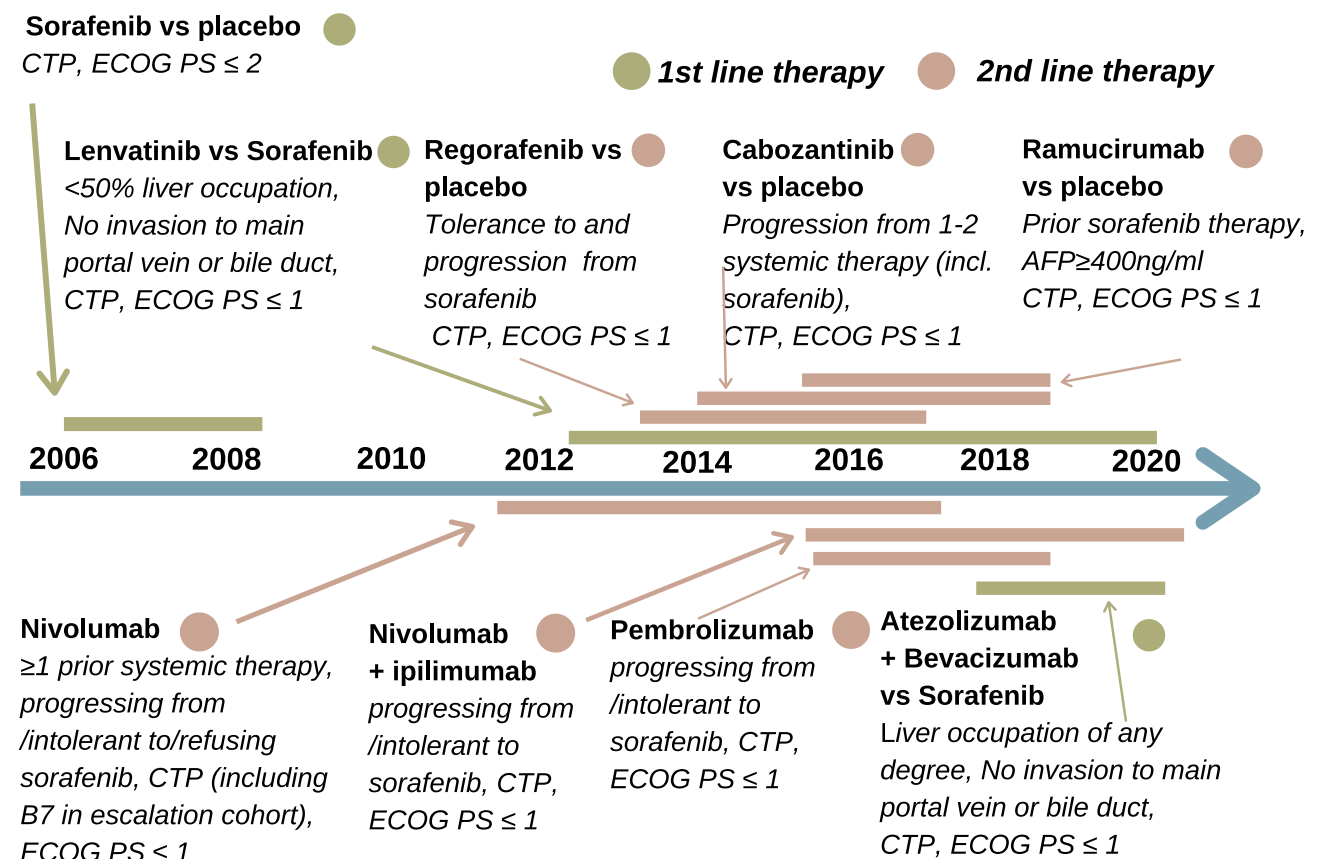 Sorafenib vs placebo
CTP, ECOG PS ≤ 2
1st line therapy
2nd line therapy
Lenvatinib vs Sorafenib
<50% liver occupation,
No invasion to main
portal vein or bile duct,
CTP, ECOG PS ≤ 1
Regorafenib vs
placebo
Tolerance to and
progression from
sorafenib
CTP, ECOG PS ≤ 1
Cabozantinib
vs placebo
Progression from 1-2
systemic therapy (incl.
sorafenib),
CTP, ECOG PS ≤ 1
Ramucirumab
vs placebo
Prior sorafenib therapy,
AFP≥400ng/ml
CTP, ECOG PS ≤ 1
2006 2008 2010 2012 2014 2016 2018 2020
Nivolumab
≥1 prior systemic therapy,
progressing from
/intolerant to/refusing
sorafenib, CTP (including
B7 in escalation cohort),
ECOG PS ≤ 1
Nivolumab
+ ipilimumab
progressing from
/intolerant to
sorafenib, CTP,
ECOG PS ≤ 1
Pembrolizumab
progressing from
/intolerant to
sorafenib, CTP,
ECOG PS ≤ 1
Atezolizumab
+ Bevacizumab
vs Sorafenib
Liver occupation of any
degree, No invasion to main
portal vein or bile duct,
CTP, ECOG PS ≤ 1